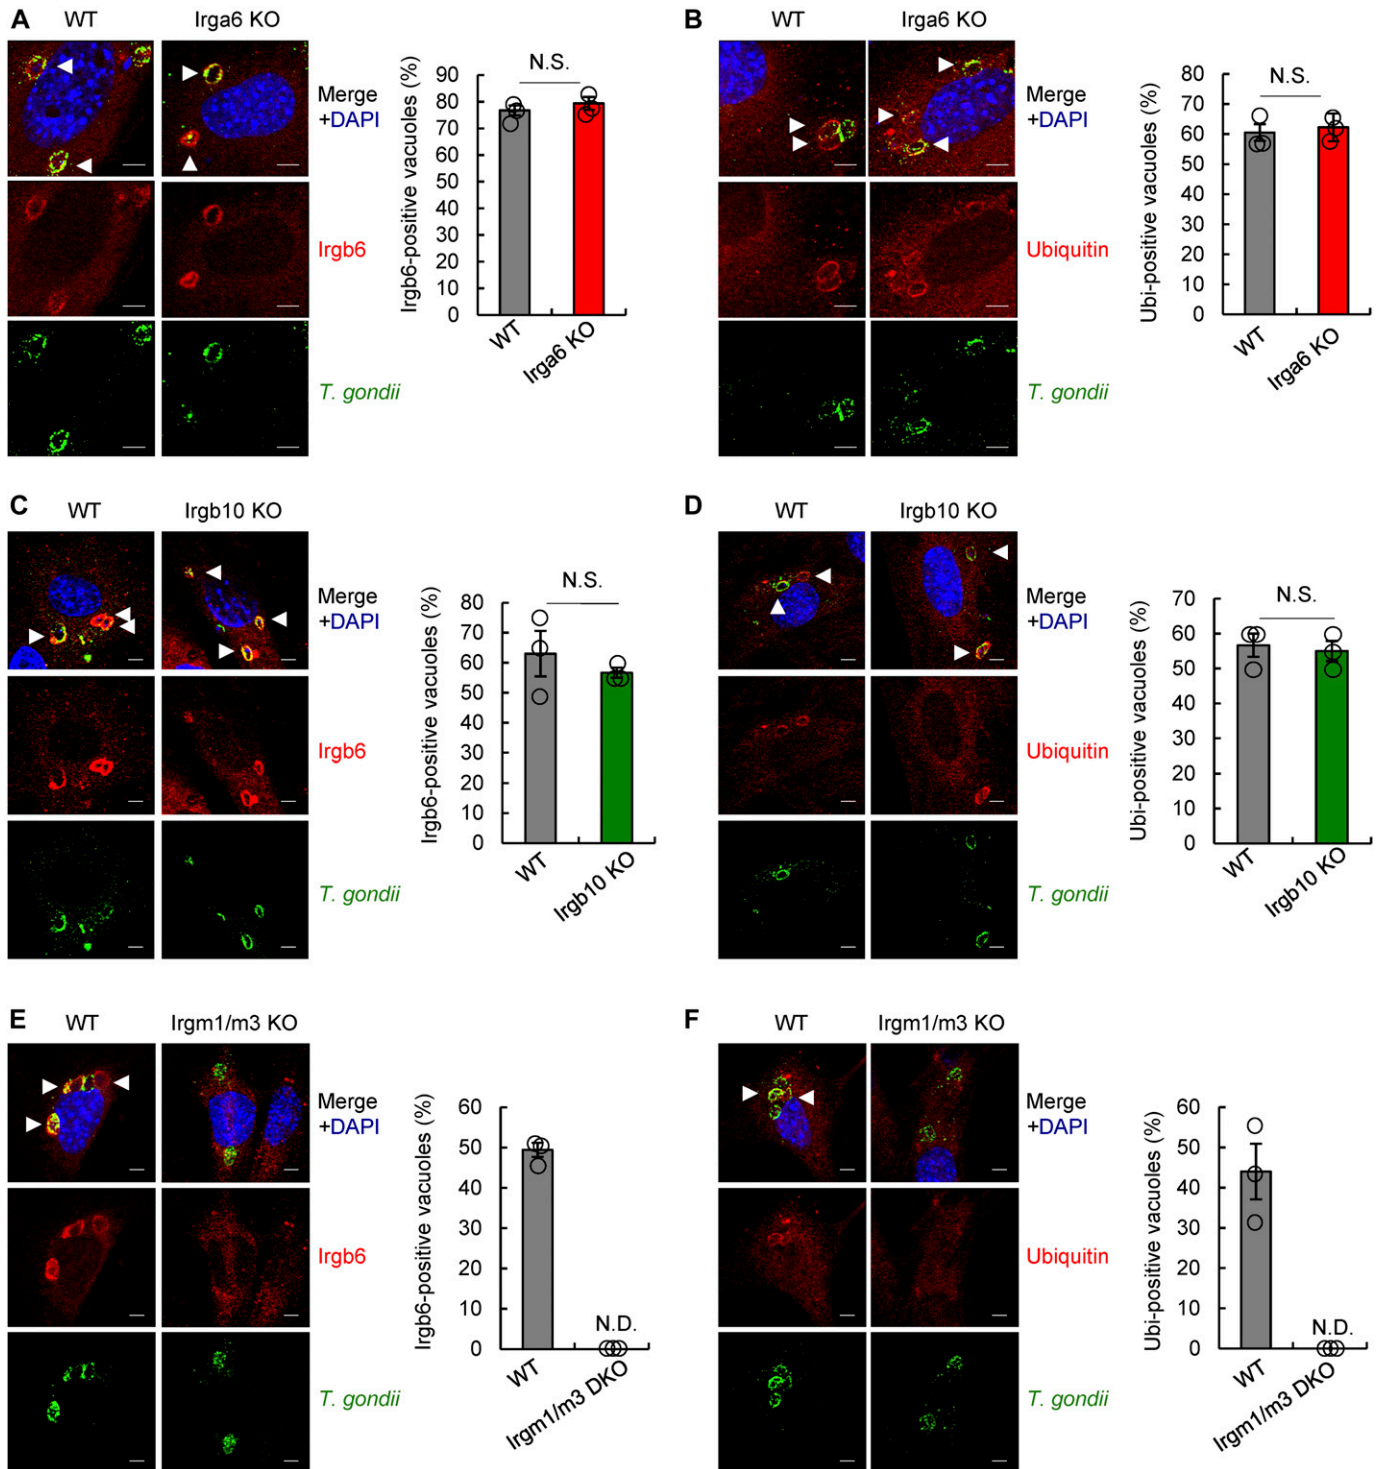 A
WT
Irga6 KO
Merge
+DAPI
Irgb6
T. gondii
Irgb6-positive vacuoles (%)
90
80
70
60
50
40
30
20
10
0
N.S.
WT
Irga6 KO
B
WT
Irga6 KO
Merge
+DAPI
Ubiquitin
T. gondii
Ubi-positive vacuoles (%)
80
70
60
50
40
30
20
10
0
N.S.
WT
Irga6 KO
C
WT
Irgb10 KO
Merge
+DAPI
Irgb6
T. gondii
Irgb6-positive vacuoles (%)
80
70
60
50
40
30
20
10
0
N.S.
WT
Irgb10 KO
D
WT
Irgb10 KO
Merge
+DAPI
Ubiquitin
T. gondii
Ubi-positive vacuoles (%)
70
60
50
40
30
20
10
0
N.S.
WT
Irgb10 KO
E
WT
Irgm1/m3 KO
Merge
+DAPI
Irgb6
T. gondii
Irgb6-positive vacuoles (%)
60
50
40
30
20
10
0
N.D.
WT
Irgm1/m3 DKO
F
WT
Irgm1/m3 KO
Merge
+DAPI
Ubiquitin
T. gondii
Ubi-positive vacuoles (%)
60
50
40
30
20
10
0
N.D.
WT
Irgm1/m3 DKO